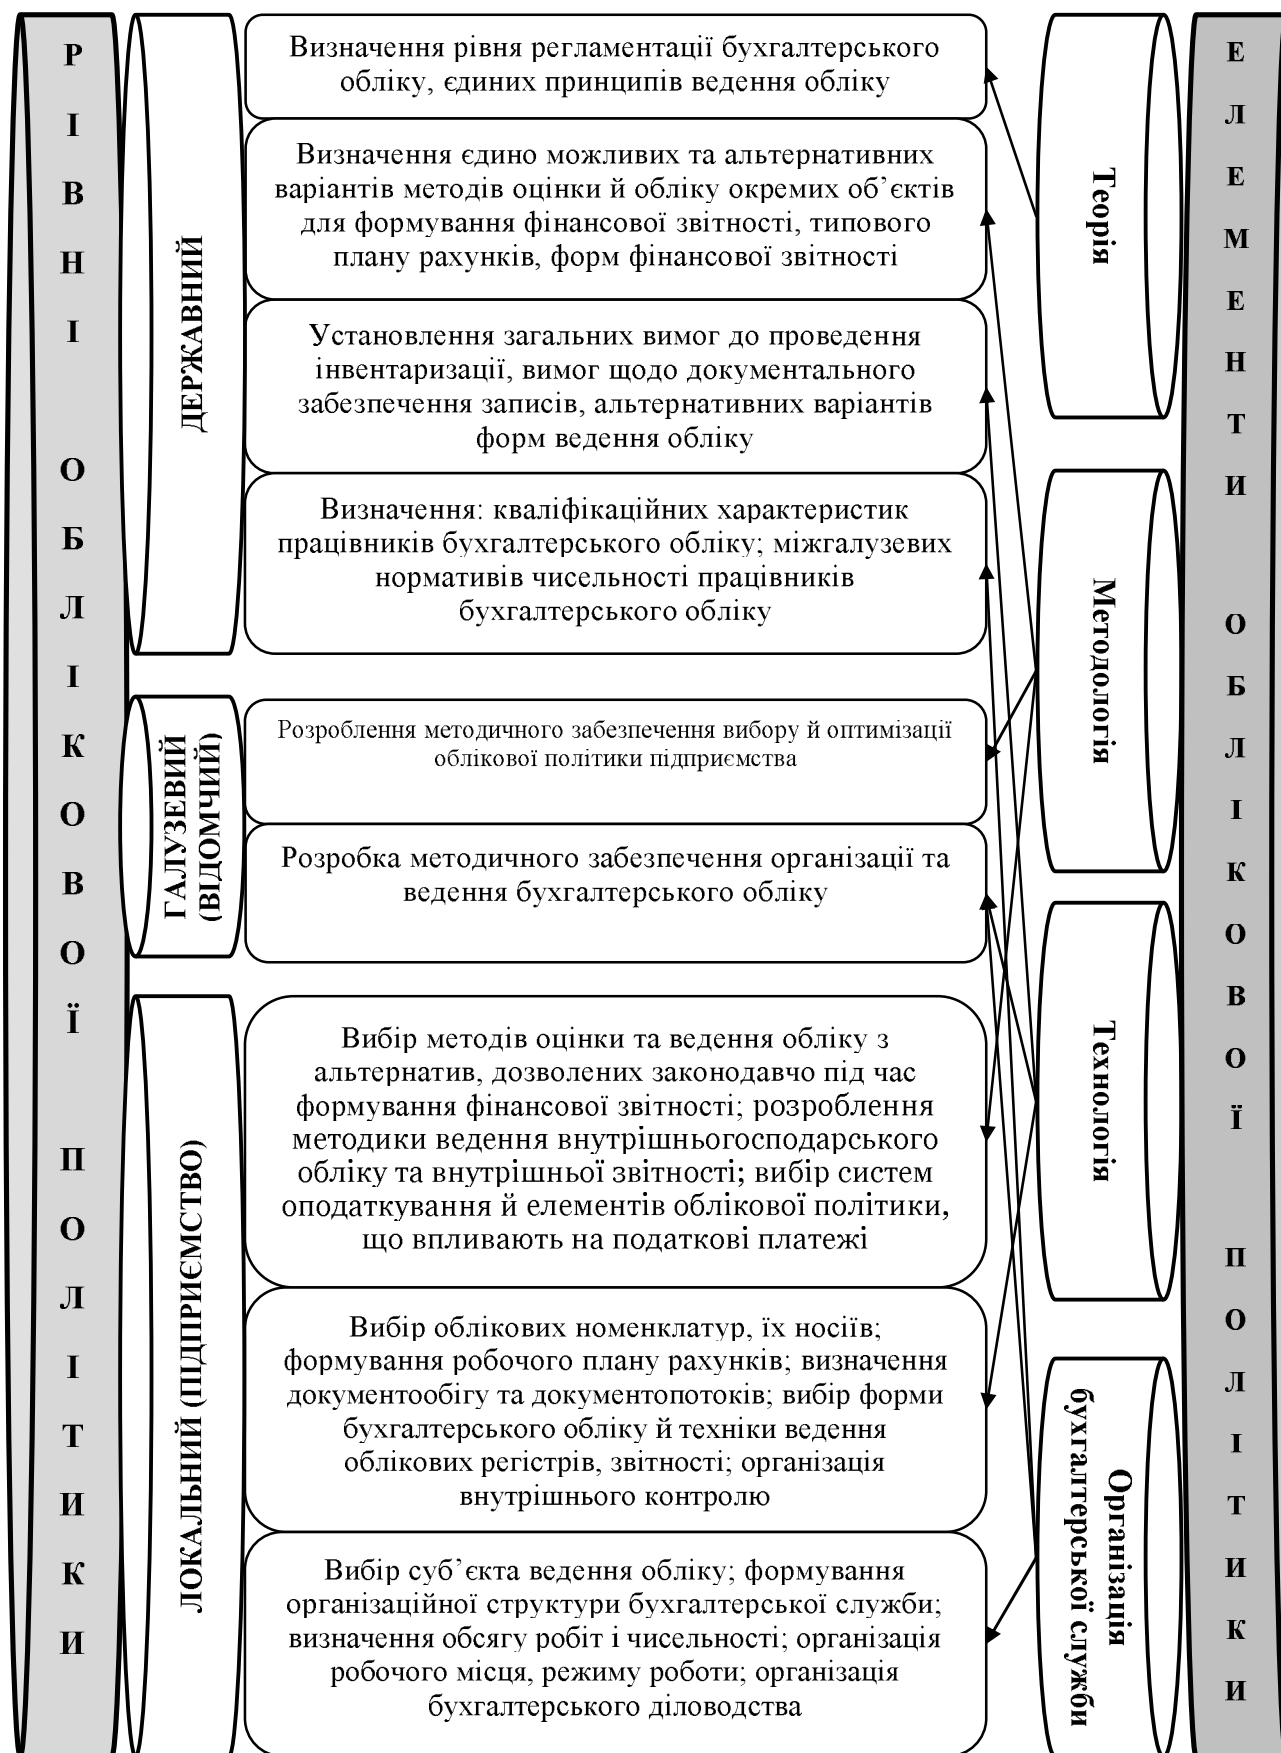 РІВНІ ОБЛІКОВОЇ ПОЛІТИКИ
ДЕРЖАВНИЙ
Визначення рівня регламентації бухгалтерського
обліку, єдиних принципів ведення обліку
Визначення єдино можливих та альтернативних
варіантів методів оцінки й обліку окремих об’єктів
для формування фінансової звітності, типового
плану рахунків, форм фінансової звітності
Установлення загальних вимог до проведення
інвентаризації, вимог щодо документального
забезпечення записів, альтернативних варіантів
форм ведення обліку
Визначення: кваліфікаційних характеристик
працівників бухгалтерського обліку; міжгалузевих
нормативів чисельності працівників
бухгалтерського обліку
ГАЛУЗЕВИЙ
(ВІДОМЧИЙ)
Розроблення методичного забезпечення вибору й оптимізації
облікової політики підприємства
Розробка методичного забезпечення організації та
ведення бухгалтерського обліку
ЛОКАЛЬНИЙ (ПІДПРИЄМСТВО)
Вибір методів оцінки та ведення обліку з
альтернатив, дозволених законодавчо під час
формування фінансової звітності; розроблення
методики ведення внутрішньогосподарського
обліку та внутрішньої звітності; вибір систем
оподаткування й елементів облікової політики,
що впливають на податкові платежі
Вибір облікових номенклатур, їх носіїв;
формування робочого плану рахунків; визначення
документообігу та документопотоків; вибір форми
бухгалтерського обліку й техніки ведення
облікових регістрів, звітності; організація
внутрішнього контролю
Вибір суб’єкта ведення обліку; формування
організаційної структури бухгалтерської служби;
визначення обсягу робіт і чисельності; організація
робочого місця, режиму роботи; організація
бухгалтерського діловодства
Теорія
Методологія
Технологія
Організація
бухгалтерської служби
ЕЛЕМЕНТИ ОБЛІКОВОЇ ПОЛІТИКИ